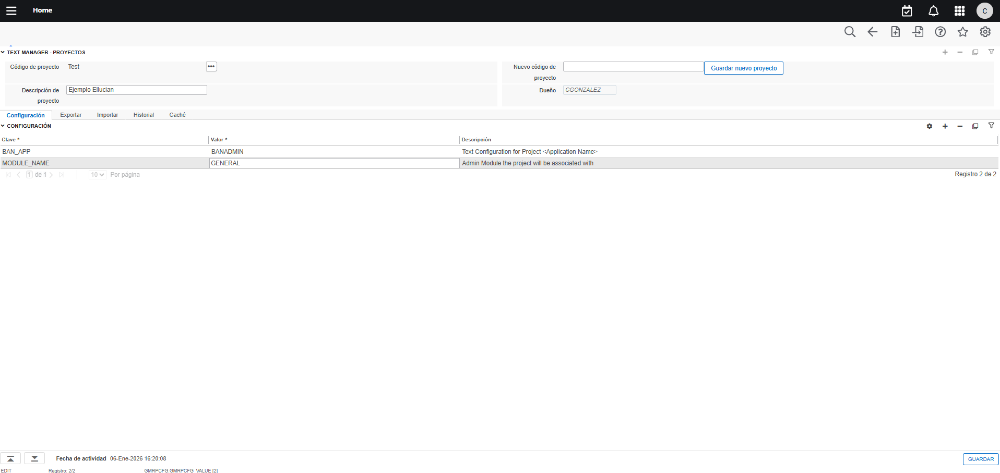 Home
C
TEXT MANAGER - PROYECTOS
Código de proyecto Test
Nuevo código de proyecto
Guardar nuevo proyecto
Descripción de proyecto Ejemplo Ellucian
Dueño CGONZALEZ
Configuración Exportar Importar Historial Caché
CONFIGURACIÓN
Clave * Valor * Descripción
BAN_APP BANADMIN Text Configuration for Project <Application Name>
MODULE_NAME GENERAL Admin Module the project will be associated with
1 de 1 10 Por página Registro 2 de 2
Fecha de actividad 06-Ene-2026 16:20:08 GUARDAR
EDIT Registro: 2/2 GMRPCFG.GMRPCFG_VALUE [2]